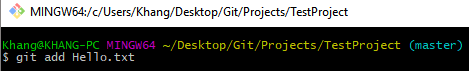 MINGW64:/c/Users/Khang/Desktop/Git/Projects/TestProject
Khang@KHANG-PC MINGW64 ~/Desktop/Git/Projects/TestProject (master)
$ git add Hello.txt